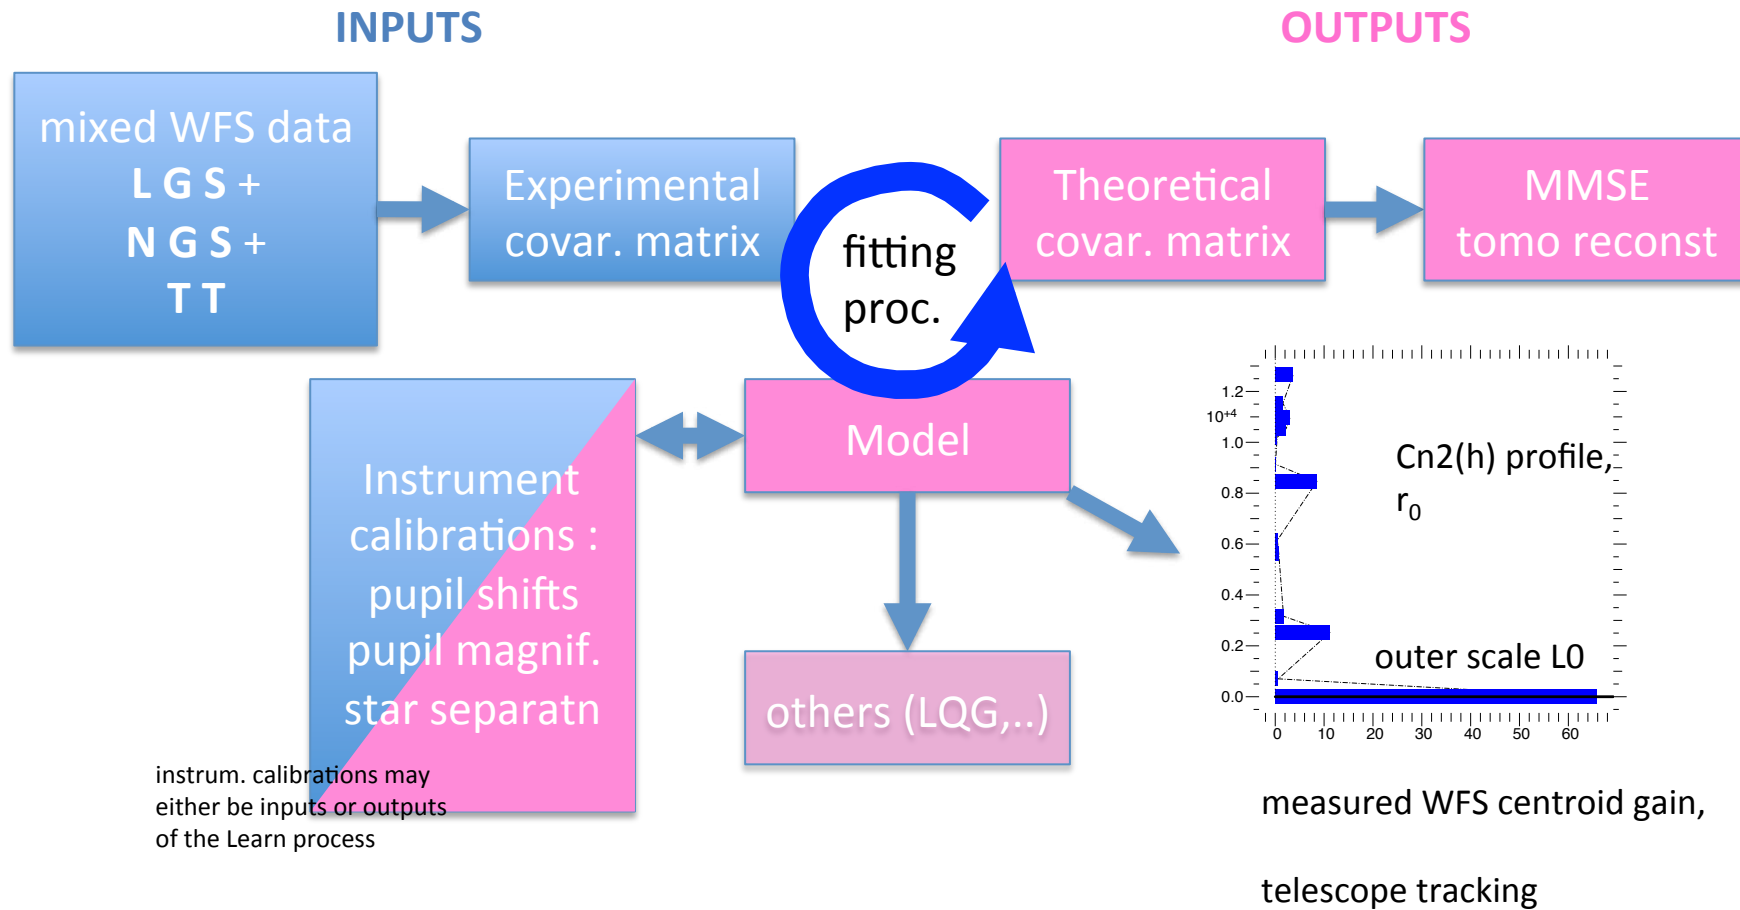 INPUTS
OUTPUTS
mixed WFS data
L G S +
N G S +
T T
Experimental
covar. matrix
fitting
proc.
Theoretical
covar. matrix
MMSE
tomo reconst
Model
Instrument
calibrations :
pupil shifts
pupil magnif.
star separatn
others (LQG,..)
instrum. calibrations may
either be inputs or outputs
of the Learn process
1.2
10+4
1.0
0.8
0.6
0.4
0.2
0.0
0 10 20 30 40 50 60
Cn2(h) profile,
r0
outer scale L0
measured WFS centroid gain,
telescope tracking